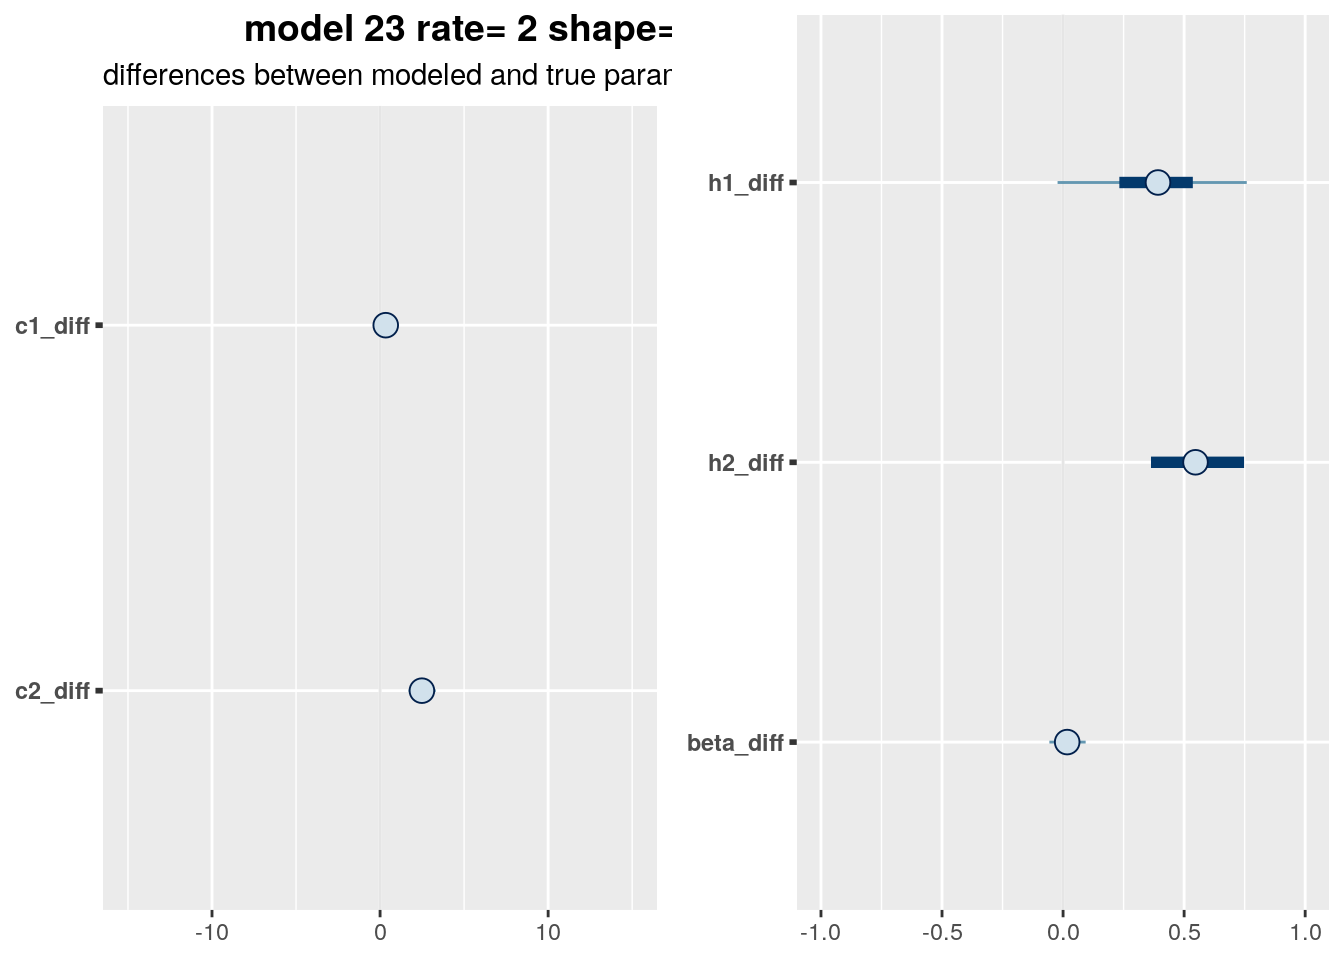 model 23 rate= 2 shape=
differences between modeled and true
c1_diff
c2_diff
-10 0 10
h1_diff
h2_diff
beta_diff
-1.0 -0.5 0.0 0.5 1.0